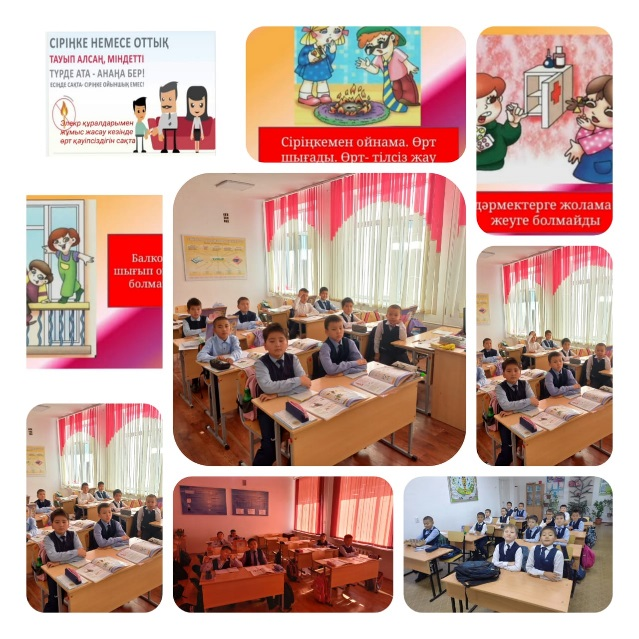 СІРІҢКЕ НЕМЕСЕ ОТТЫҚ
ТАУЫП АЛСАҢ, МІНДЕТТІ
ТҮРДЕ АТА - АНАҢА БЕР!
ЕСІҢДЕ САҚТА- СІРІҢКЕ ОЙЫНШЫҚ ЕМЕС!
Элекр құралдарымен
жұмыс жасау кезінде
өрт қауіпсіздігін сақта
Сіріңкемен ойнама. Өрт
шығады. Өрт- тілсіз жау
дәрмектерге жолама
жеуге болмайды
Балко
шығып о
болма